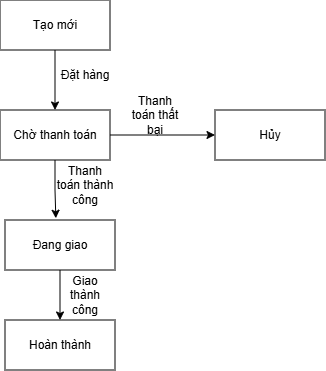 Tạo mới
Đặt hàng
Thanh
toán thất
bại
Chờ thanh toán
Hủy
Thanh
toán thành
công
Đang giao
Giao
thành
công
Hoàn thành